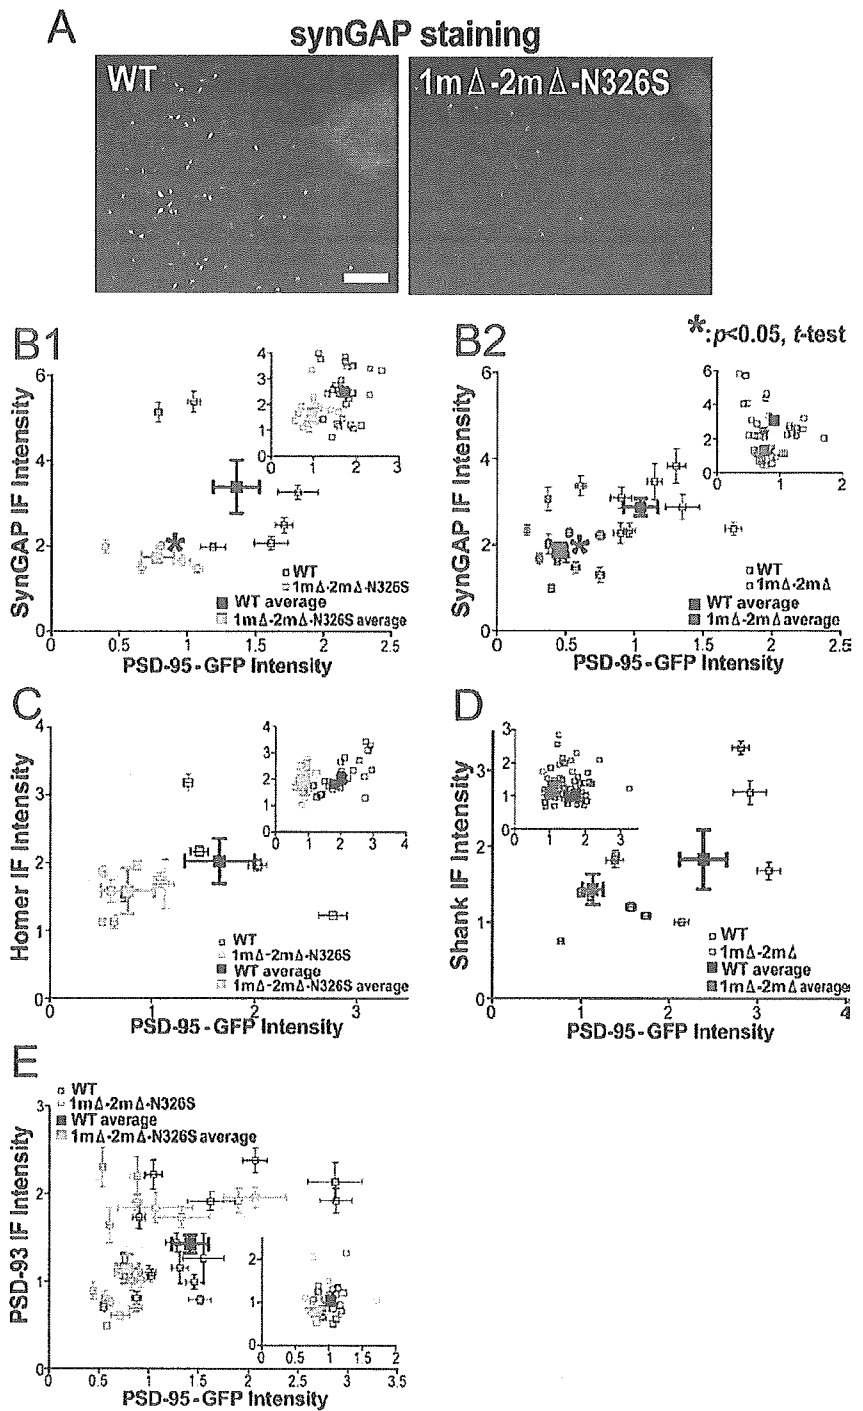 A
synGAP staining
WT
1mΔ-2mΔ-N326S
B1
B2
*:p<0.05, t-test
SynGAP IF Intensity
6
4
2
0
4
3
2
1
0
0 1 2 3
*
WT
1mΔ-2mΔ-N326S
WT average
1mΔ-2mΔ-N326S average
0 0.5 1 1.5 2 2.5
PSD-95-GFP Intensity
SynGAP IF Intensity
6
4
2
0
6
4
2
0
0 1 2
*
WT
1mΔ-2mΔ
WT average
1mΔ-2mΔ average
0 0.5 1 1.5 2 2.5
PSD-95-GFP Intensity
C
Homer IF Intensity
4
3
2
1
0
4
3
2
1
0
0 1 2 3 4
WT
1mΔ-2mΔ-N326S
WT average
1mΔ-2mΔ-N326S average
0 1 2 3
PSD-95-GFP Intensity
D
Shank IF Intensity
3
2
1
0
3
2
1
0
0 1 2 3
WT
1mΔ-2mΔ
WT average
1mΔ-2mΔ average
0 1 2 3 4
PSD-95-GFP Intensity
E
WT
1mΔ-2mΔ-N326S
WT average
1mΔ-2mΔ-N326S average
PSD-93 IF Intensity
3
2
1
0
2
1
0
0 0.5 1 1.5 2
0 0.5 1 1.5 2 2.5 3 3.5
PSD-95-GFP Intensity